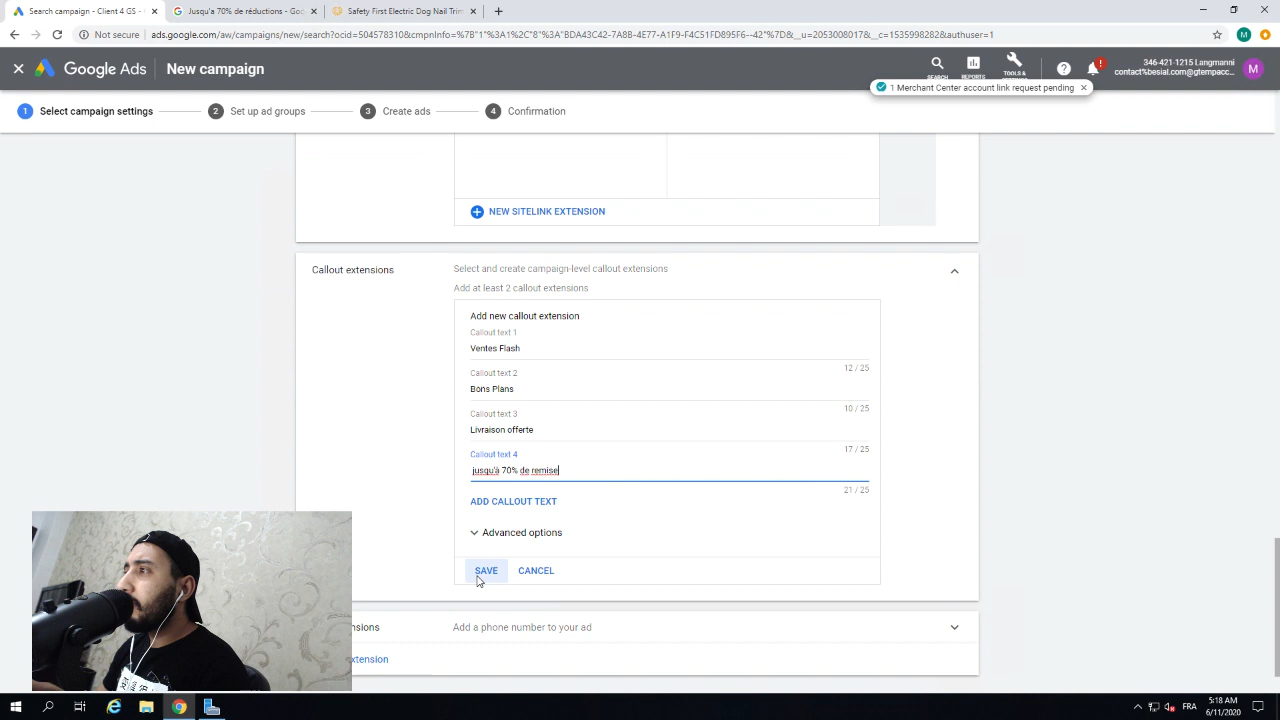 Search campaign - Client 4 GS -
Jusqu'a 70% de réductions - Goo
Safety First Electric Dog Nail Trim
Not secure
ads.google.com/aw/campaigns/new/search?ocid=504578310&cmpnInfo=%7B"1"%3A1%2C"8"%3A"BDA43C42-7A8B-4E77-A1F9-F4C51FD895F6--42"%7D&__u=2053008017&__c=1535998282&authuser=1
M
Google Ads
New campaign
SEARCH
REPORTS
TOOLS &
346-421-1215 Langmanni
contact%besial.com@gtempacc...
M
1 Merchant Center account link request pending
1 Select campaign settings
2 Set up ad groups
3 Create ads
4 Confirmation
NEW SITELINK EXTENSION
Callout extensions
Select and create campaign-level callout extensions
Add at least 2 callout extensions
Add new callout extension
Callout text 1
Ventes Flash
12 / 25
Callout text 2
Bons Plans
10 / 25
Callout text 3
Livraison offerte
17 / 25
Callout text 4
jusqu'à 70% de remise
21 / 25
ADD CALLOUT TEXT
Advanced options
SAVE
CANCEL
nsions
Add a phone number to your ad
xtension
FRA
5:18 AM
6/11/2020